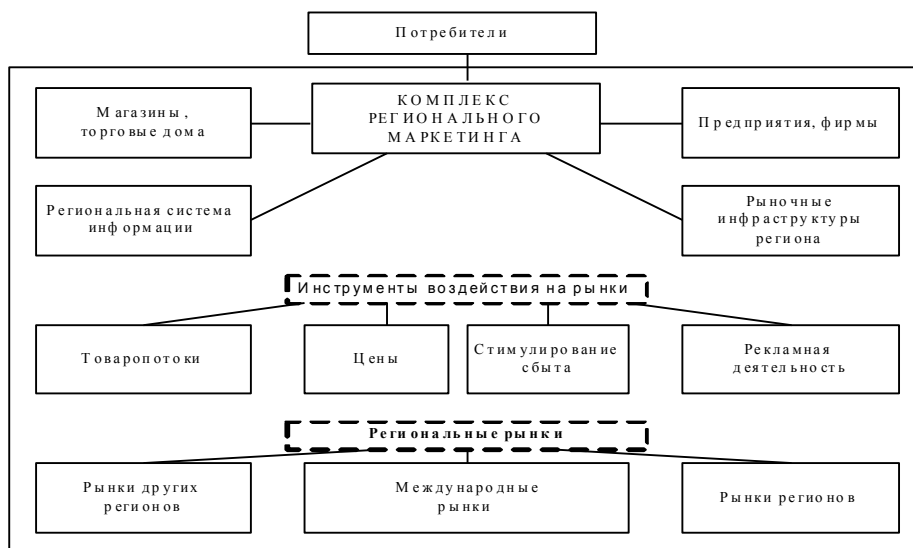 Потребители
КОМПЛЕКС
РЕГИОНАЛЬНОГО
МАРКЕТИНГА
Магазины,
торговые дома
Предприятия, фирмы
Региональная система
информации
Рыночные
инфраструктуры
региона
Инструменты воздействия на рынки
Товаропотоки
Цены
Стимулирование
сбыта
Рекламная
деятельность
Региональные рынки
Рынки других
регионов
Международные
рынки
Рынки регионов